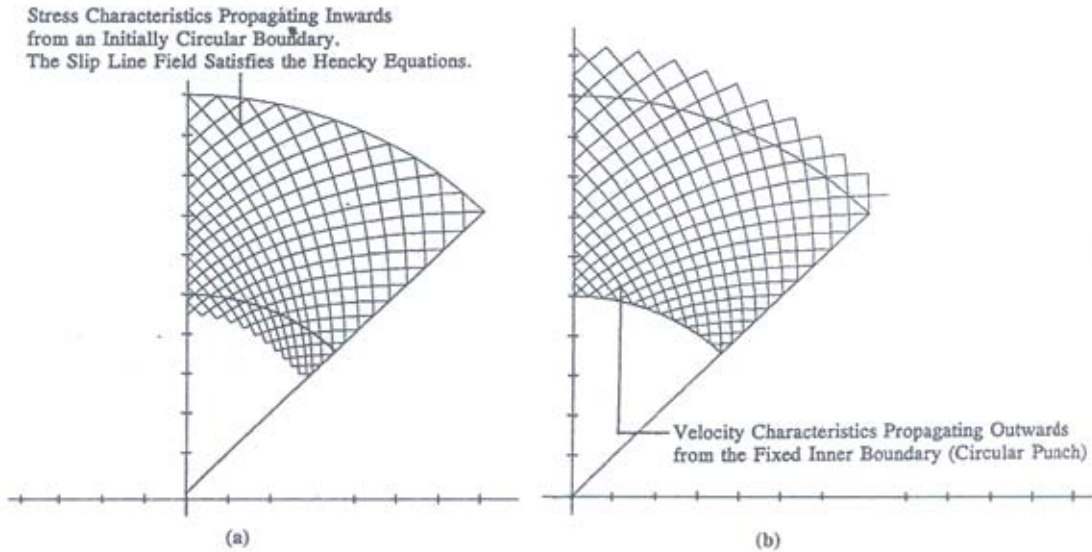 Stress Characteristics Propagating Inwards
from an Initially Circular Boundary.
The Slip Line Field Satisfies the Hencky Equations.
Velocity Characteristics Propagating Outwards
from the Fixed Inner Boundary (Circular Punch)
(a)
(b)